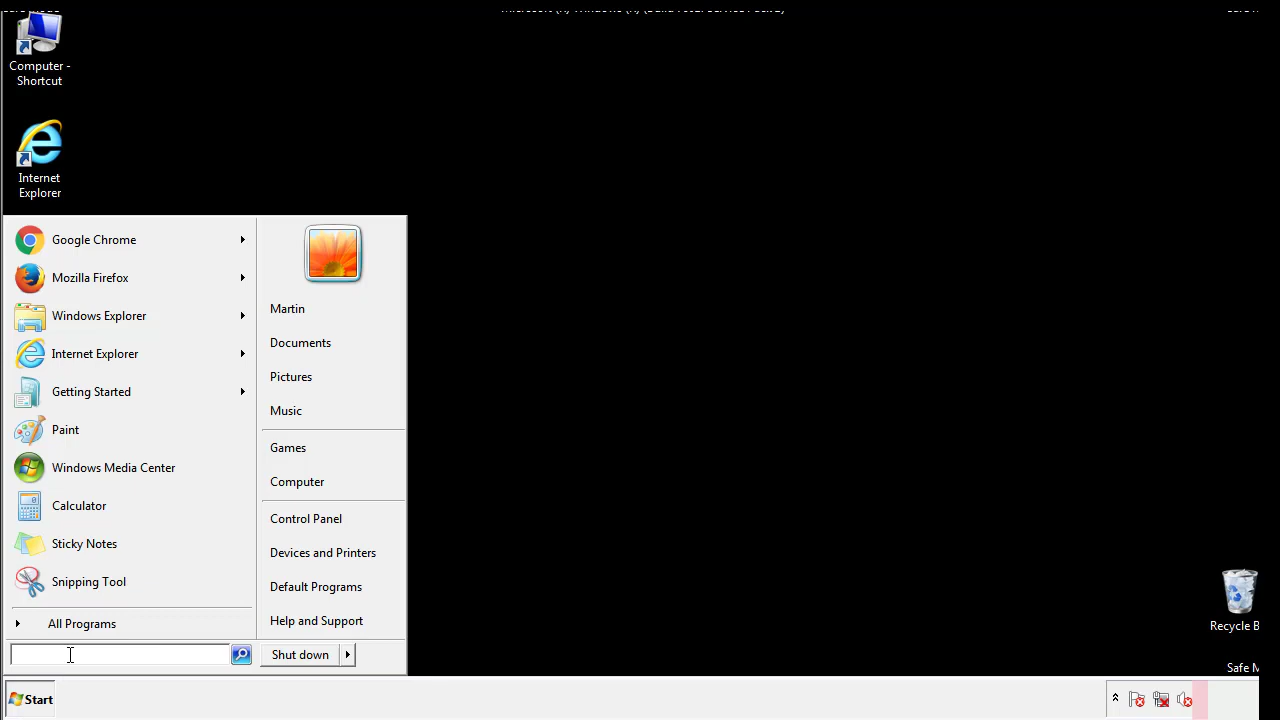 Computer -
Shortcut
Internet
Explorer
Google Chrome
Mozilla Firefox
Windows Explorer
Internet Explorer
Getting Started
Paint
Windows Media Center
Calculator
Sticky Notes
Snipping Tool
All Programs
Martin
Documents
Pictures
Music
Games
Computer
Control Panel
Devices and Printers
Default Programs
Help and Support
Shut down
Recycle B
Safe M
Start